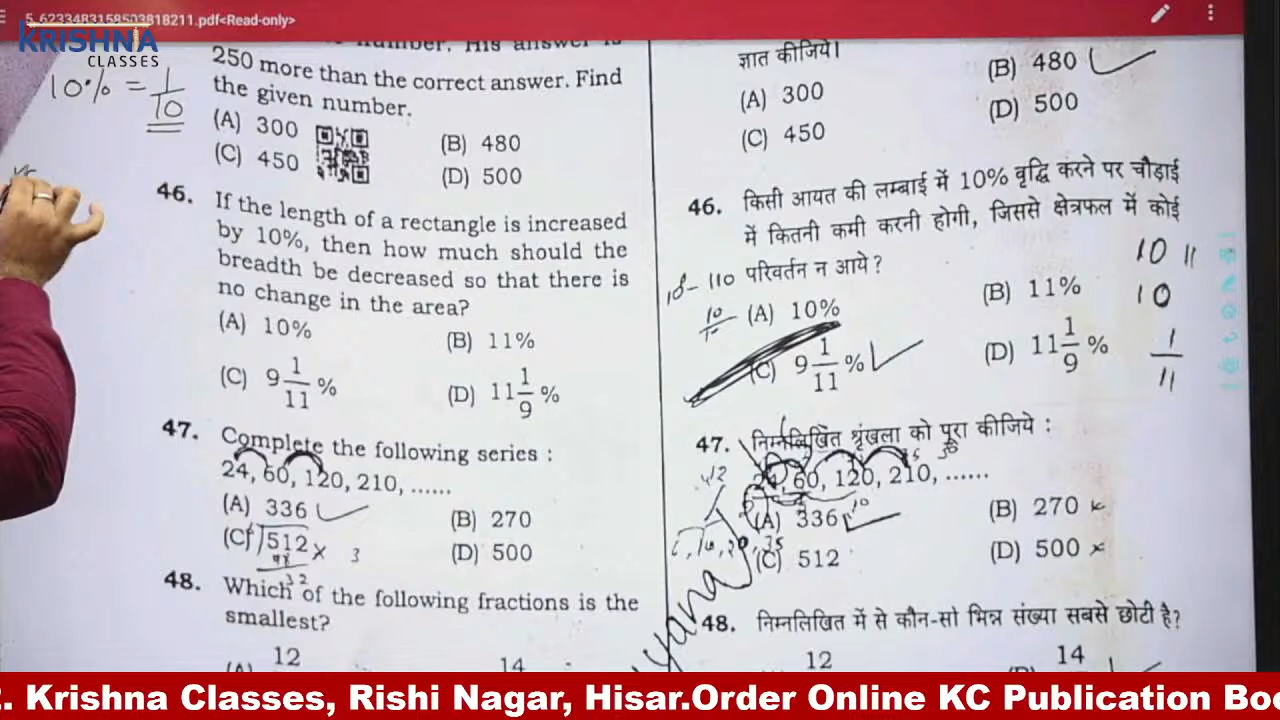 5_6233483158503818211.pdf<Read-only>
KRISHNA
CLASSES
10% = 1/10
number. His answer is
250 more than the correct answer. Find
the given number.
(A) 300 (B) 480
(C) 450 (D) 500
46. If the length of a rectangle is increased
by 10%, then how much should the
breadth be decreased so that there is
no change in the area?
(A) 10% (B) 11%
(C) 9 1/11 % (D) 11 1/9 %
47. Complete the following series :
24, 60, 120, 210, ......
(A) 336 (B) 270
(C) 512 (D) 500
48. Which of the following fractions is the
smallest?
12
(A)
14
ज्ञात कीजिये।
(A) 300 (B) 480
(C) 450 (D) 500
46. किसी आयत की लम्बाई में 10% वृद्धि करने पर चौड़ाई
में कितनी कमी करनी होगी, जिससे क्षेत्रफल में कोई
परिवर्तन न आये ?
10 11
10
1/11
(A) 10% (B) 11%
(C) 9 1/11 % (D) 11 1/9 %
47. निम्नलिखित श्रृंखला को पूरा कीजिये :
24, 60, 120, 210, ......
(A) 336 (B) 270
(C) 512 (D) 500
48. निम्नलिखित में से कौन-सो भिन्न संख्या सबसे छोटी है?
12
14
2. Krishna Classes, Rishi Nagar, Hisar.Order Online KC Publication Boo